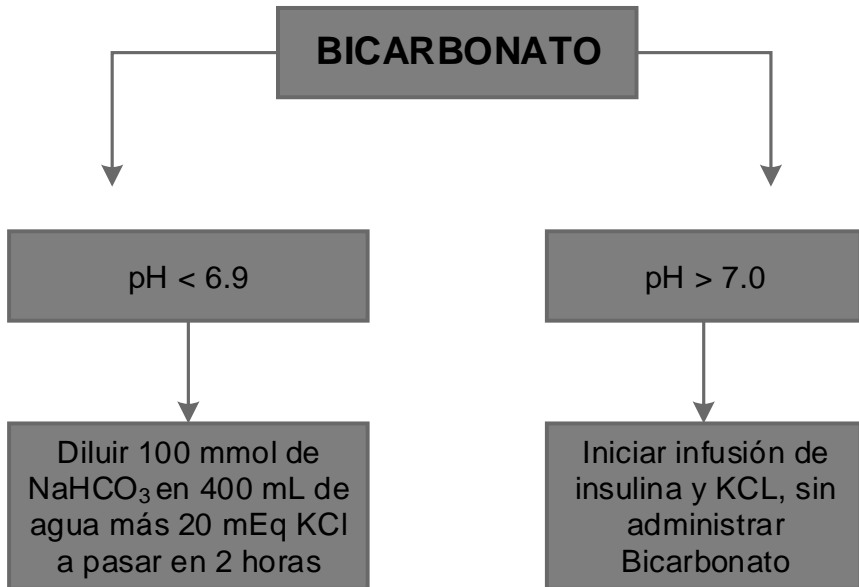 BICARBONATO
pH < 6.9
pH > 7.0
Diluir 100 mmol de
NaHCO₃ en 400 mL de
agua más 20 mEq KCl
a pasar en 2 horas
Iniciar infusión de
insulina y KCL, sin
administrar
Bicarbonato